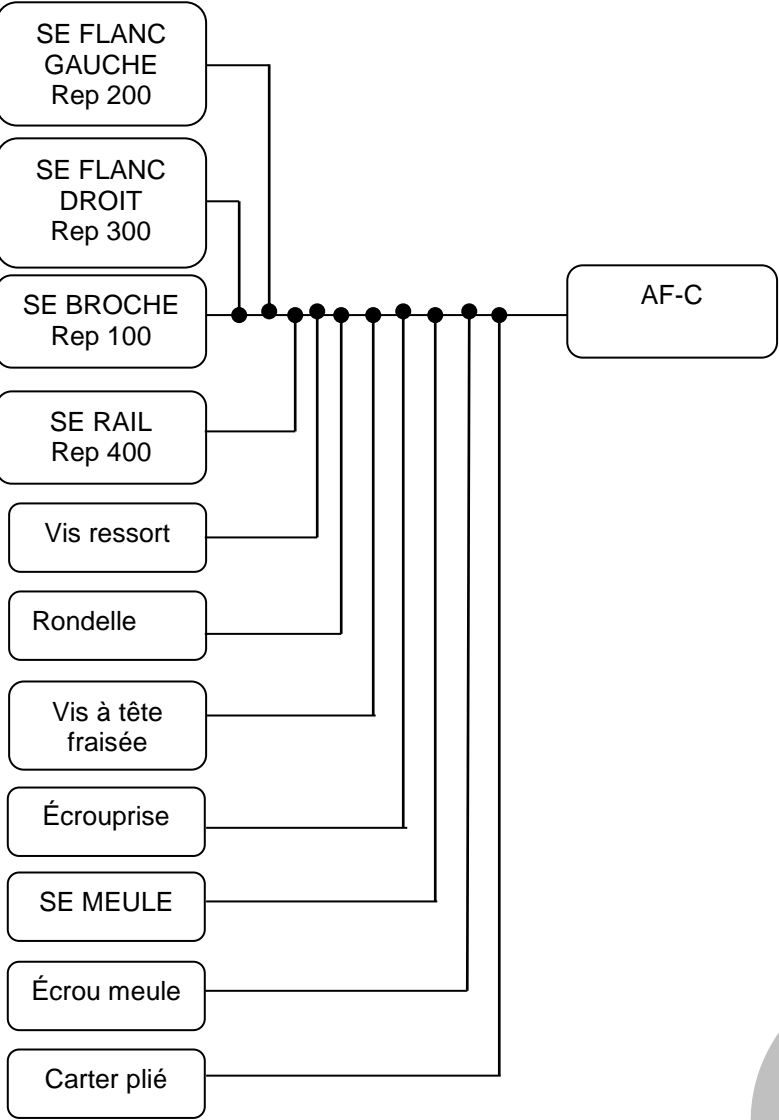 SE FLANC
GAUCHE
Rep 200
SE FLANC
DROIT
Rep 300
SE BROCHE
Rep 100
AF-C
SE RAIL
Rep 400
Vis ressort
Rondelle
Vis à tête
fraisée
Écrouprise
SE MEULE
Écrou meule
Carter plié